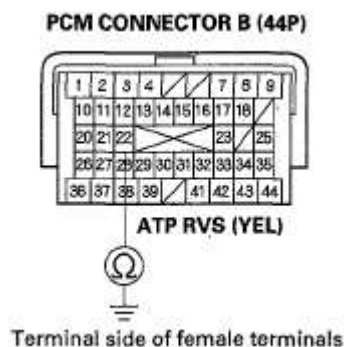 PCM CONNECTOR B (44P)
1 2 3 4 7 8 9
10 11 12 13 14 15 16 17 18
20 21 22 23 25
26 27 28 29 30 31 32 33 34 35
36 37 38 39 41 42 43 44
ATP RVS (YEL)
Ω
Terminal side of female terminals